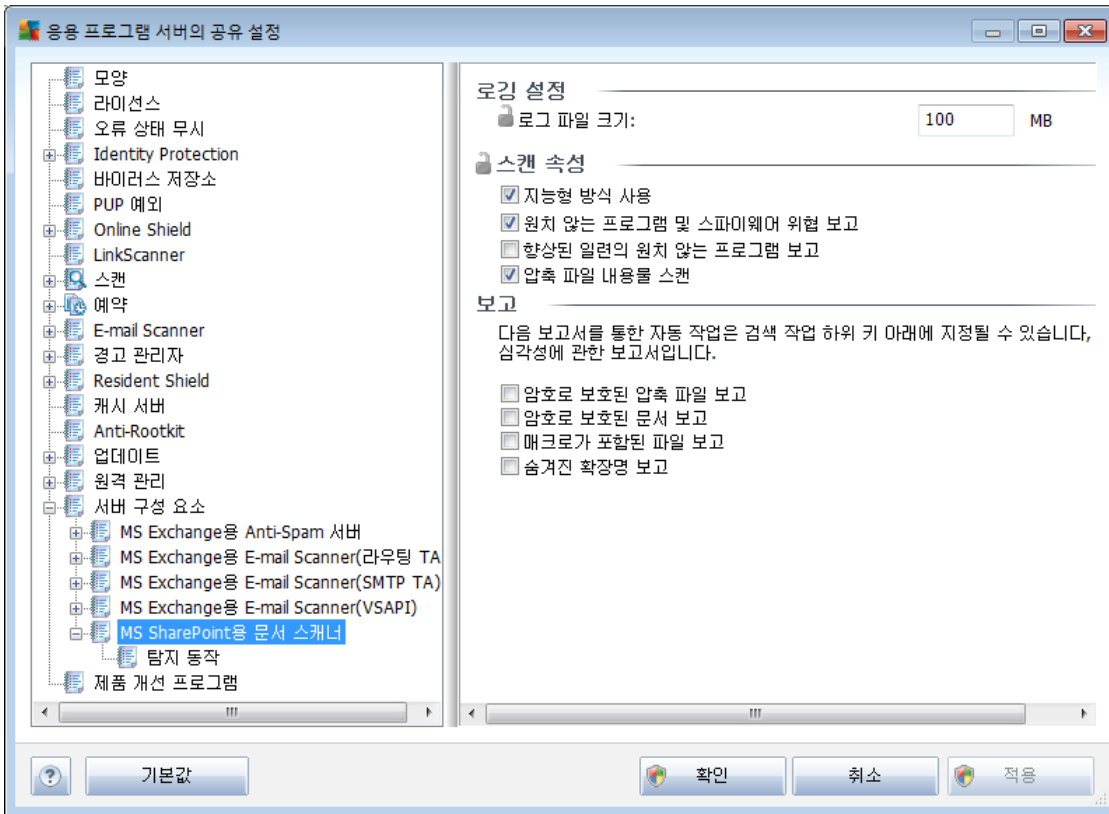 응용 프로그램 서버의 공유 설정
모양
라이선스
오류 상태 무시
Identity Protection
바이러스 저장소
PUP 예외
Online Shield
LinkScanner
스캔
예약
E-mail Scanner
경고 관리자
Resident Shield
캐시 서버
Anti-Rootkit
업데이트
원격 관리
서버 구성 요소
MS Exchange용 Anti-Spam 서버
MS Exchange용 E-mail Scanner(라우팅 TA
MS Exchange용 E-mail Scanner(SMTP TA)
MS Exchange용 E-mail Scanner(VSAPI)
MS SharePoint용 문서 스캐너
탐지 동작
제품 개선 프로그램
로깅 설정
로그 파일 크기: 100 MB
스캔 속성
지능형 방식 사용
원치 않는 프로그램 및 스파이웨어 위협 보고
향상된 일련의 원치 않는 프로그램 보고
압축 파일 내용물 스캔
보고
다음 보고서를 통한 자동 작업은 검색 작업 하위 키 아래에 지정될 수 있습니다,
심각성에 관한 보고서입니다.
암호로 보호된 압축 파일 보고
암호로 보호된 문서 보고
매크로가 포함된 파일 보고
숨겨진 확장명 보고
? 기본값 확인 취소 적용